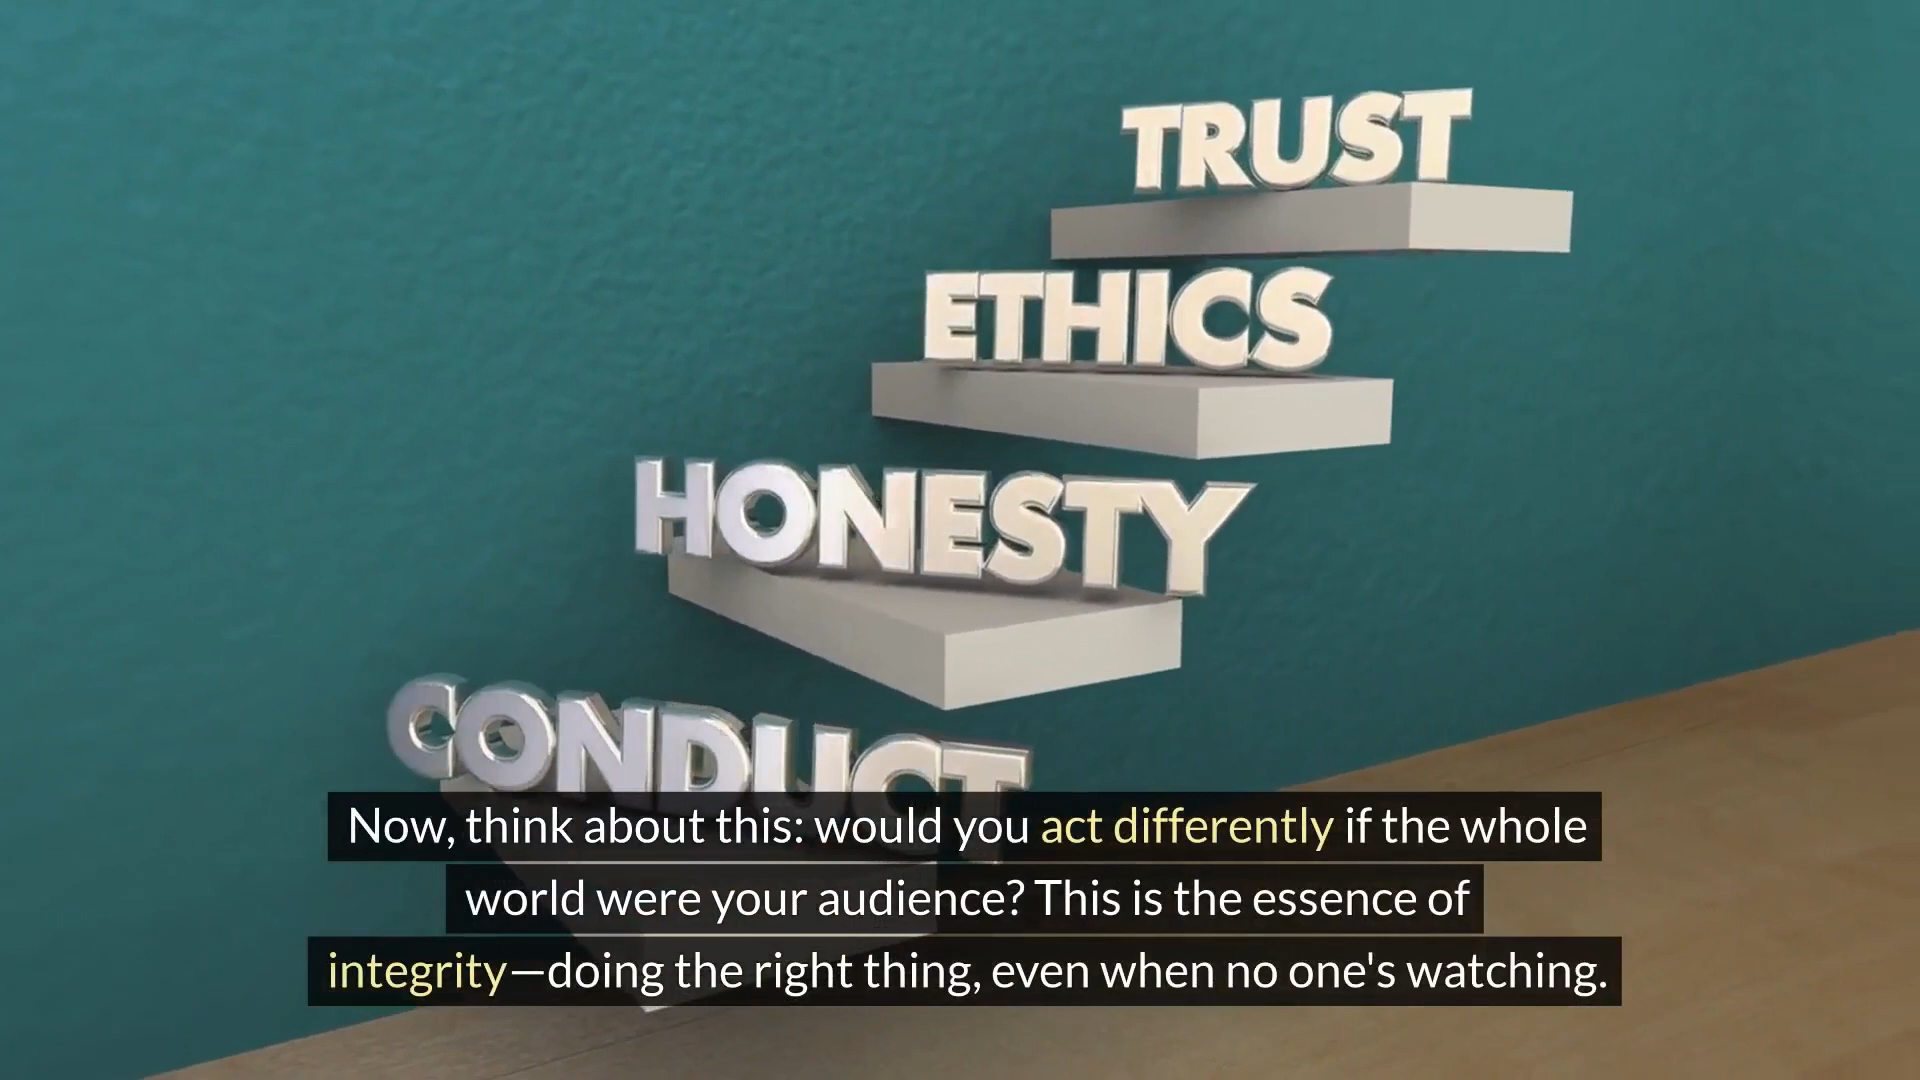 TRUST
ETHICS
HONESTY
CONDUCT
Now, think about this: would you act differently if the whole
world were your audience? This is the essence of
integrity—doing the right thing, even when no one's watching.